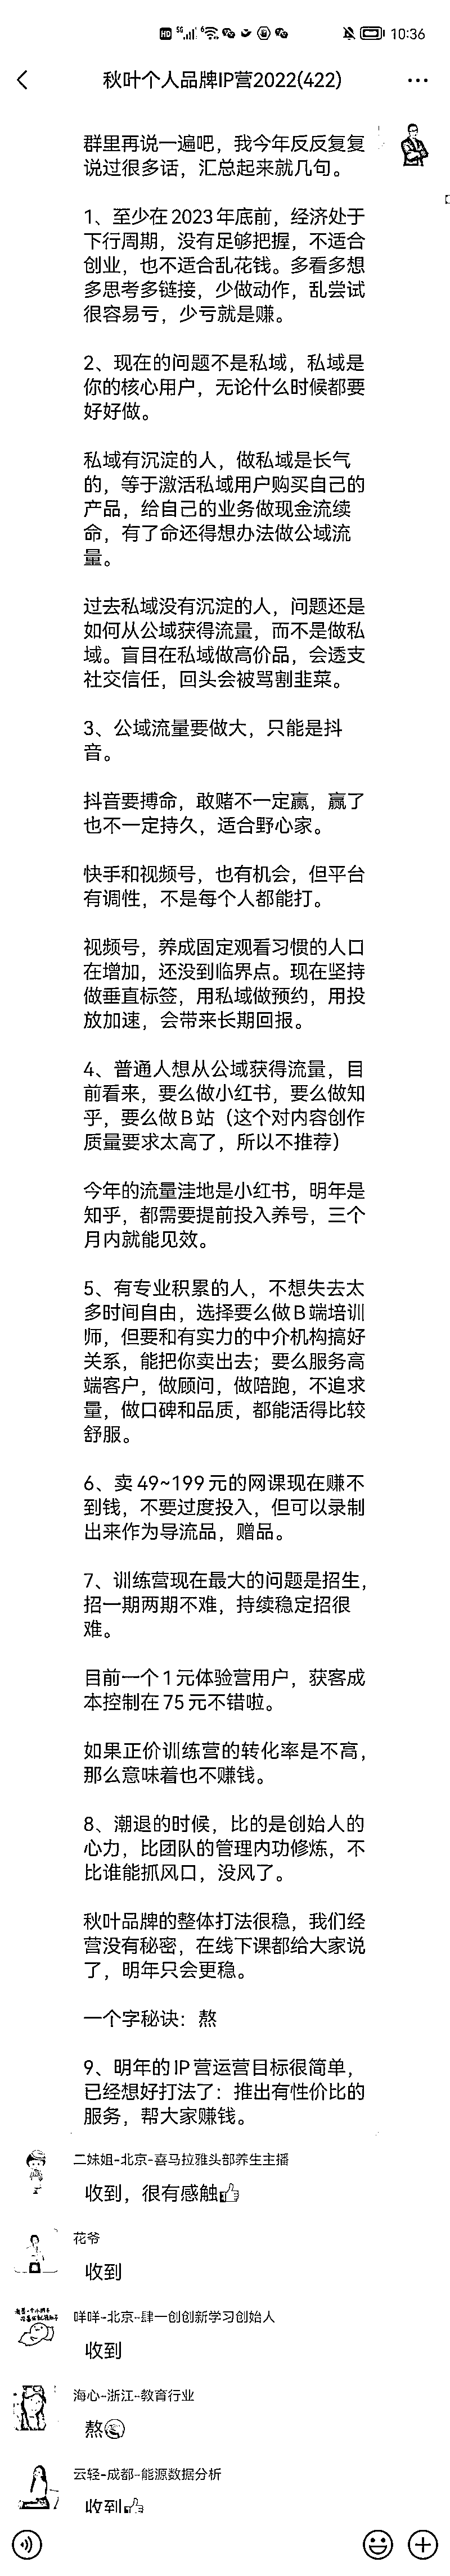 HD 5G 6 10:36
秋叶个人品牌IP营2022(422)
群里再说一遍吧，我今年反反复复
说过很多话，汇总起来就几句。
1、至少在2023年底前，经济处于
下行周期，没有足够把握，不适合
创业，也不适合乱花钱。多看多想
多思考多链接，少做动作，乱尝试
很容易亏，少亏就是赚。
2、现在的问题不是私域，私域是
你的核心用户，无论什么时候都要
好好做。
私域有沉淀的人，做私域是长气
的，等于激活私域用户购买自己的
产品，给自己的业务做现金流续
命，有了命还得想办法做公域流
量。
过去私域没有沉淀的人，问题还是
如何从公域获得流量，而不是做私
域。盲目在私域做高价品，会透支
社交信任，回头会被骂割韭菜。
3、公域流量要做大，只能是抖
音。
抖音要搏命，敢赌不一定赢，赢了
也不一定持久，适合野心家。
快手和视频号，也有机会，但平台
有调性，不是每个人都能打。
视频号，养成固定观看习惯的人口
在增加，还没到临界点。现在坚持
做垂直标签，用私域做预约，用投
放加速，会带来长期回报。
4、普通人想从公域获得流量，目
前看来，要么做小红书，要么做知
乎，要么做B站（这个对内容创作
质量要求太高了，所以不推荐）
今年的流量洼地是小红书，明年是
知乎，都需要提前投入养号，三个
月内就能见效。
5、有专业积累的人，不想失去太
多时间自由，选择要么做B端培训
师，但要和有实力的中介机构搞好
关系，能把你卖出去；要么服务高
端客户，做顾问，做陪跑，不追求
量，做口碑和品质，都能活得比较
舒服。
6、卖49~199元的网课现在赚不
到钱，不要过度投入，但可以录制
出来作为导流品，赠品。
7、训练营现在最大的问题是招生，
招一期两期不难，持续稳定招很
难。
目前一个1元体验营用户，获客成
本控制在75元不错啦。
如果正价训练营的转化率是不高，
那么意味着也不赚钱。
8、潮退的时候，比的是创始人的
心力，比团队的管理内功修炼，不
比谁能抓风口，没风了。
秋叶品牌的整体打法很稳，我们经
营没有秘密，在线下课都给大家说
了，明年只会更稳。
一个字秘诀：熬
9、明年的IP营运营目标很简单，
已经想好打法了：推出有性价比的
服务，帮大家赚钱。
二妹姐-北京-喜马拉雅头部养生主播
收到，很有感触👍
花爷
收到
咩咩-北京-肆一创创新学习创始人
收到
海心-浙江-教育行业
熬
云轻-成都-能源数据分析
收到👍